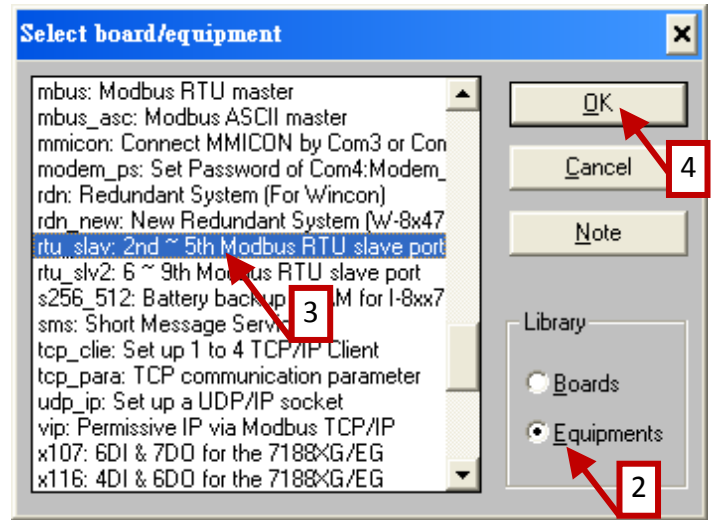 Select board/equipment
mbus: Modbus RTU master
mbus_asc: Modbus ASCII master
mmicon: Connect MMICON by Com3 or Con
modem_ps: Set Password of Com4:Modem_
rdn: Redundant System (For Wincon)
rdn_new: New Redundant System (W-8x47
rtu_slav: 2nd ~ 5th Modbus RTU slave port
rtu_slv2: 6 ~ 9th Modbus RTU slave port
s256_512: Battery backup M for I-8xx7
sms: Short Message
tcp_clie: Set up 1 to 4 TCP/IP Client
tcp_para: TCP communication parameter
udp_ip: Set up a UDP/IP socket
vip: Permissive IP via Modbus TCP/IP
x107: 6DI & 7DO for the 7188XG/EG
x116: 4DI & 6DO for the 7188XG/EG
3
OK
4
Cancel
Note
Library
Boards
Equipments
2